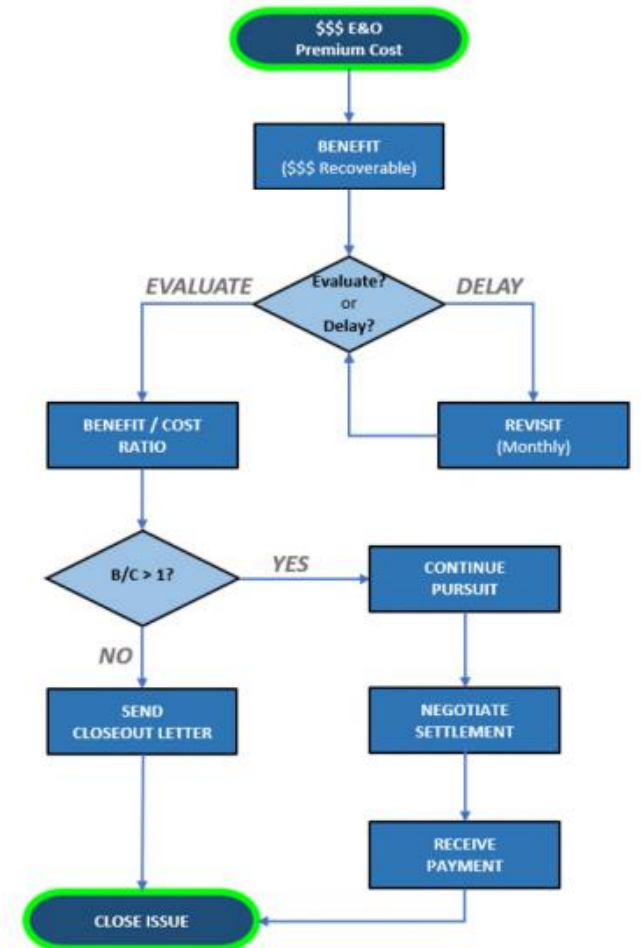 $$$ E&O
Premium Cost
BENEFIT
($$$ Recoverable)
EVALUATE
Evaluate?
or
Delay?
DELAY
BENEFIT / COST
RATIO
REVISIT
(Monthly)
B/C > 1?
YES
CONTINUE
PURSUIT
NO
SEND
CLOSEOUT LETTER
NEGOTIATE
SETTLEMENT
RECEIVE
PAYMENT
CLOSE ISSUE